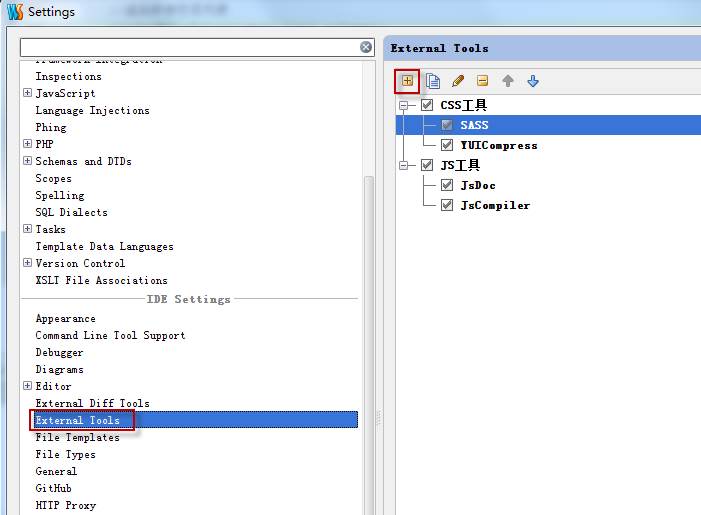 WS Settings
Framework Integration
Inspections
JavaScript
Language Injections
Phing
PHP
Schemas and DTDs
Scopes
Spelling
SQL Dialects
Tasks
Template Data Languages
Version Control
XSLT File Associations
IDE Settings
Appearance
Command Line Tool Support
Debugger
Diagrams
Editor
External Diff Tools
External Tools
File Templates
File Types
General
GitHub
HTTP Proxy
External Tools
CSS工具
SASS
YUICompress
JS工具
JsDoc
JsCompiler